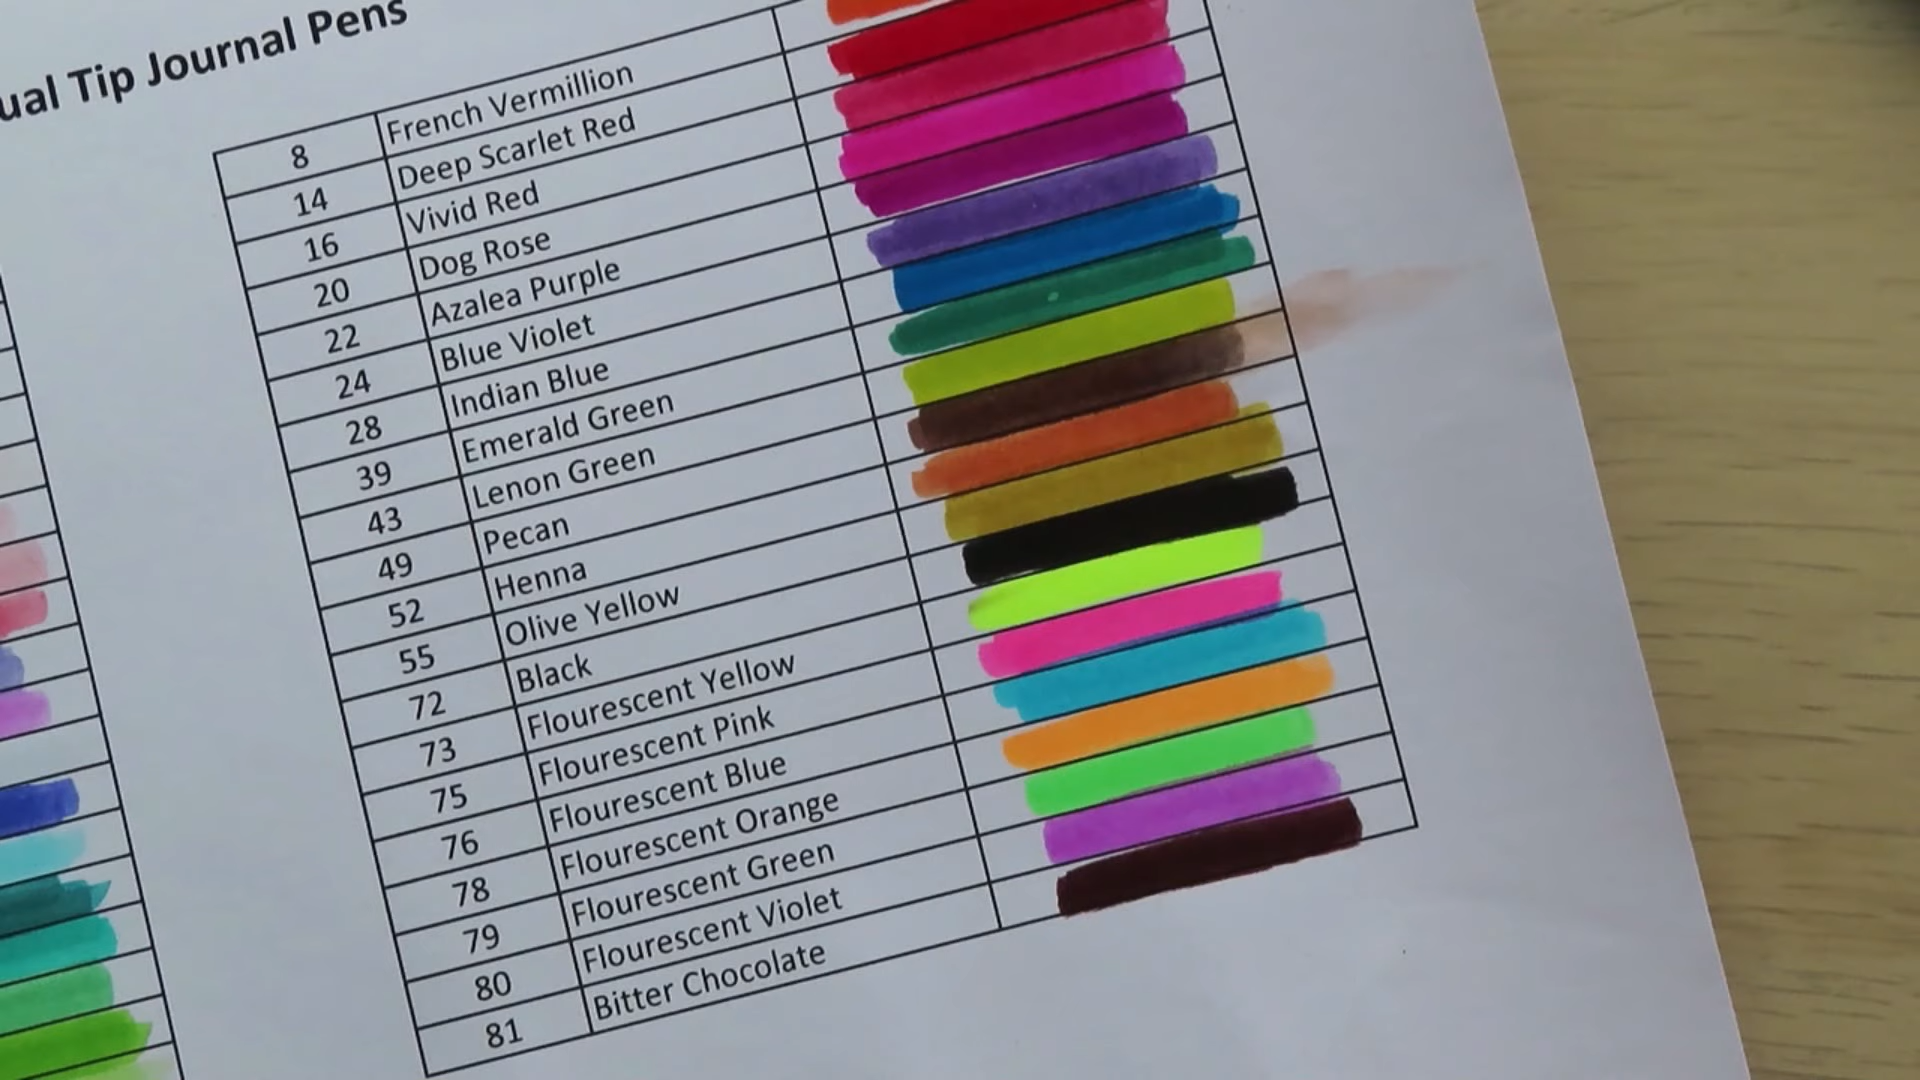 ual Tip Journal Pens
8 French Vermillion
14 Deep Scarlet Red
16 Vivid Red
20 Dog Rose
22 Azalea Purple
24 Blue Violet
28 Indian Blue
39 Emerald Green
43 Lenon Green
49 Pecan
52 Henna
55 Olive Yellow
72 Black
73 Flourescent Yellow
75 Flourescent Pink
76 Flourescent Blue
78 Flourescent Orange
79 Flourescent Green
80 Flourescent Violet
81 Bitter Chocolate